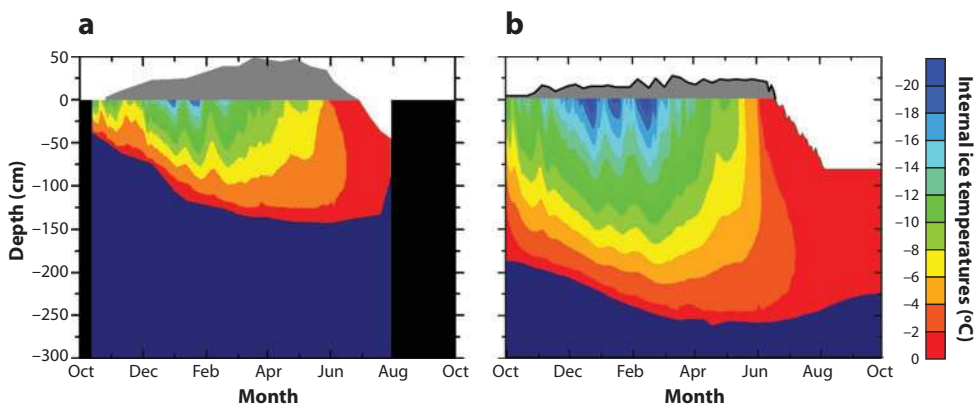 a
b
50
0
–50
–100
–150
–200
–250
–300
Depth (cm)
Oct Dec Feb Apr Jun Aug Oct
Month
Oct Dec Feb Apr Jun Aug Oct
Month
–20
–18
–16
–14
–12
–10
–8
–6
–4
–2
0
Internal ice temperatures (ºC)